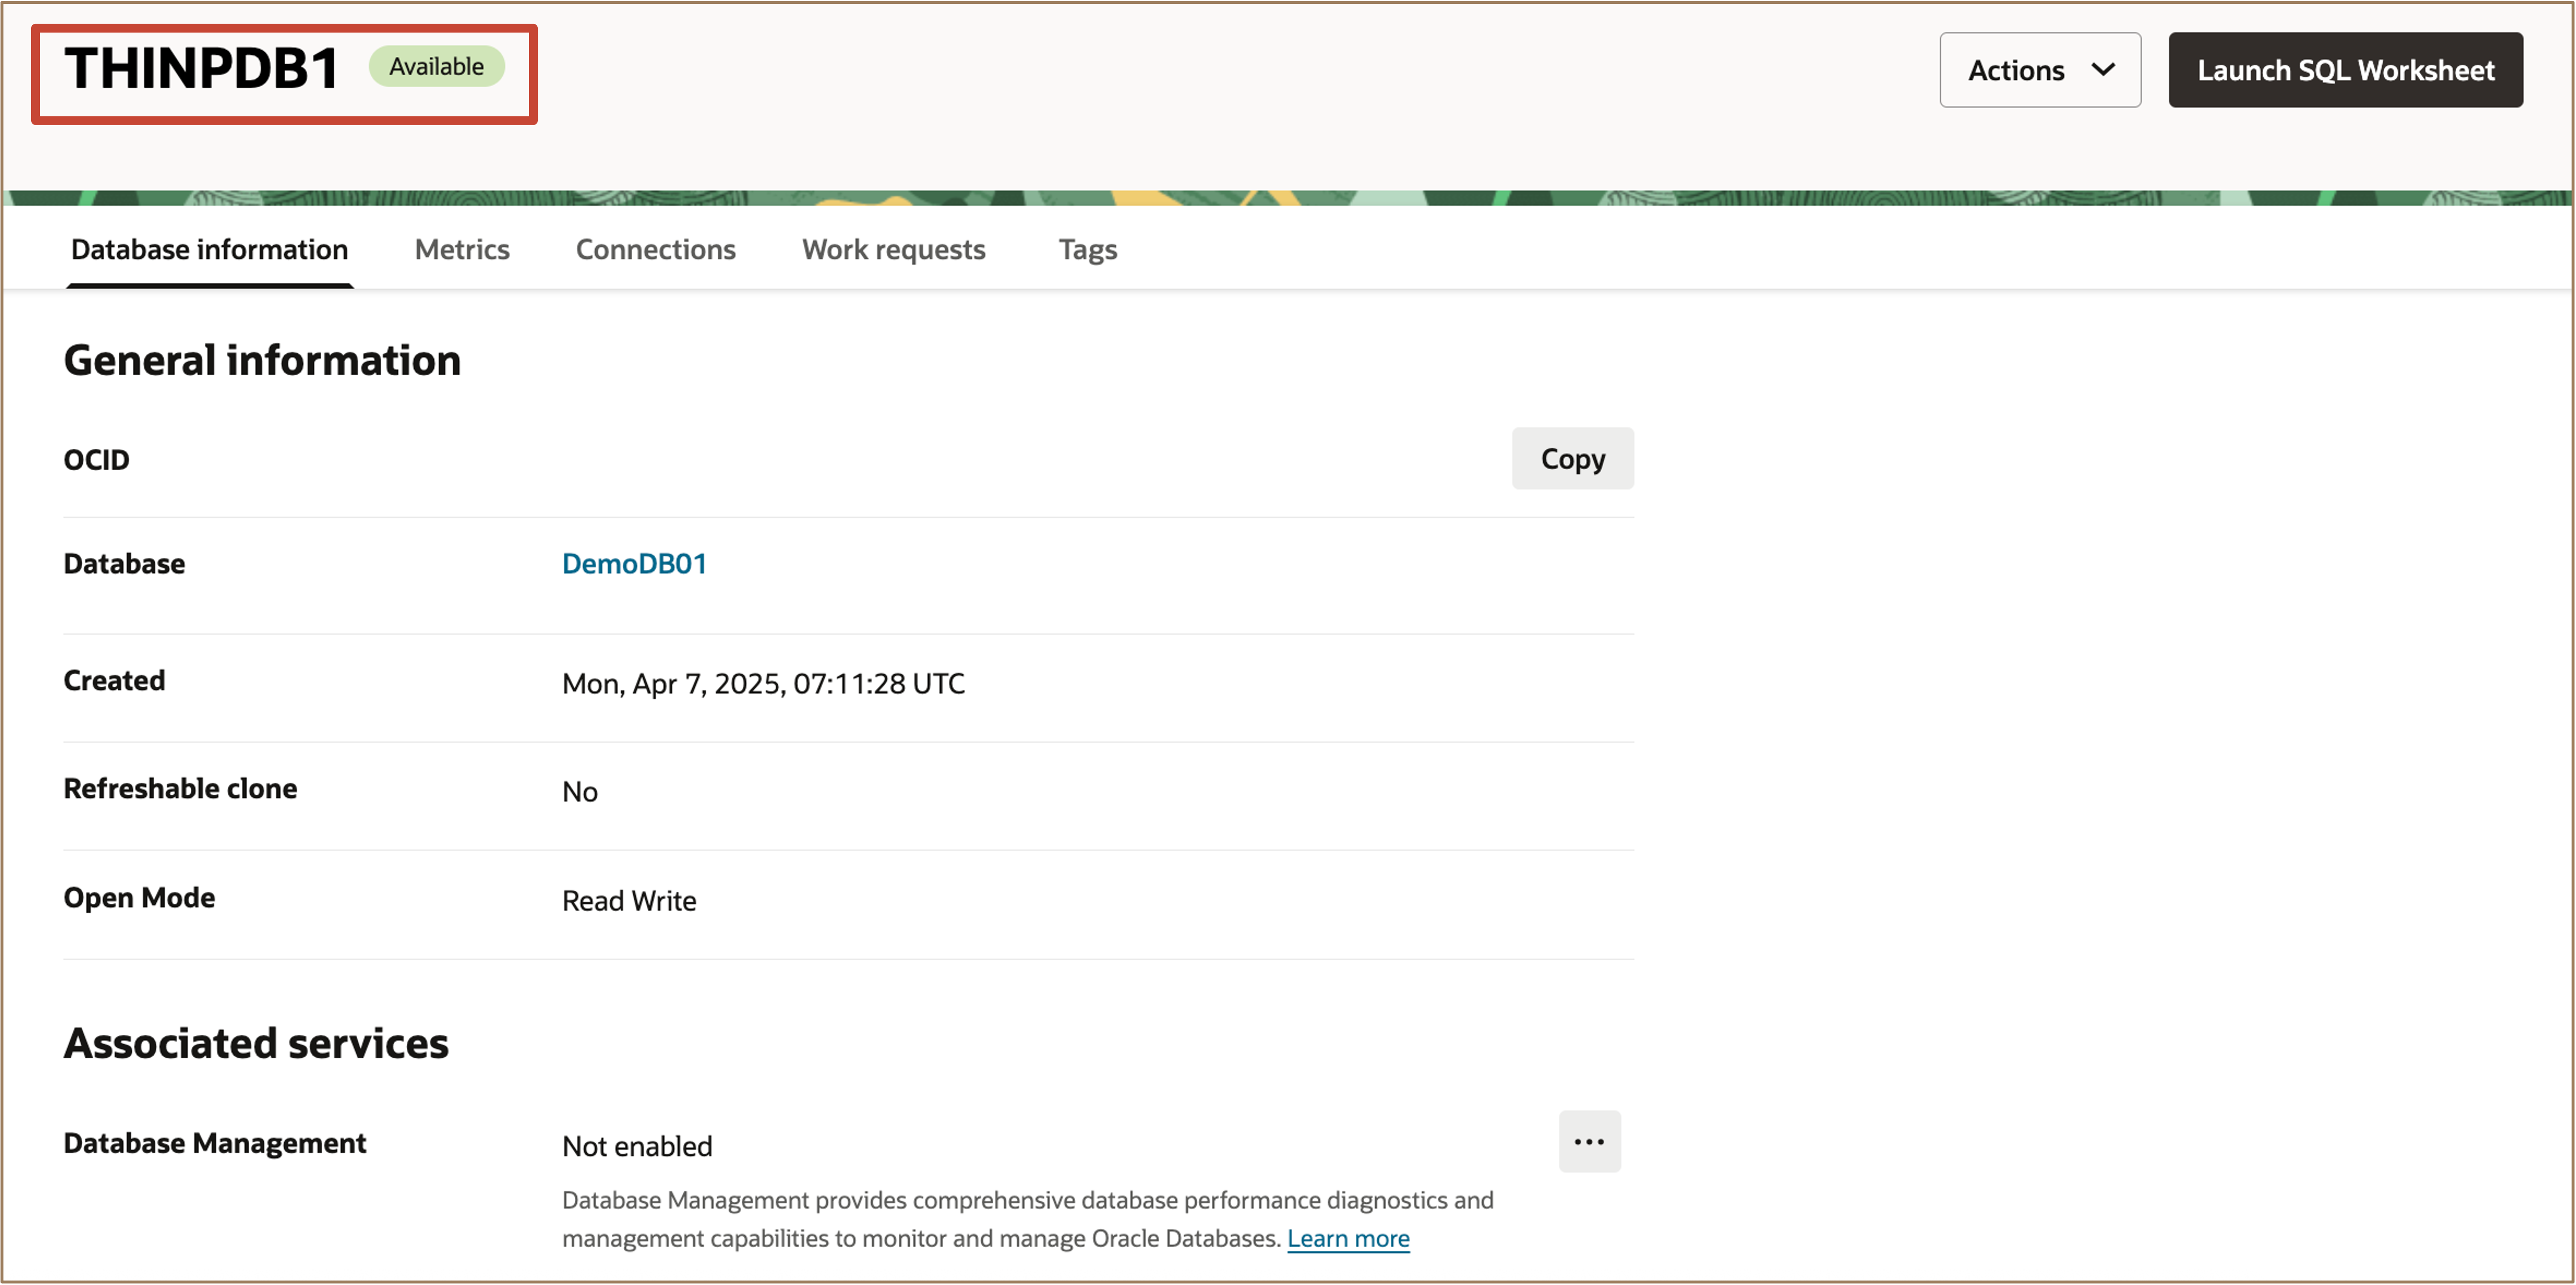 THINPDB1 Available
Actions Launch SQL Worksheet
Database information Metrics Connections Work requests Tags
General information
OCID Copy
Database DemoDB01
Created Mon, Apr 7, 2025, 07:11:28 UTC
Refreshable clone No
Open Mode Read Write
Associated services
Database Management Not enabled
Database Management provides comprehensive database performance diagnostics and
management capabilities to monitor and manage Oracle Databases. Learn more